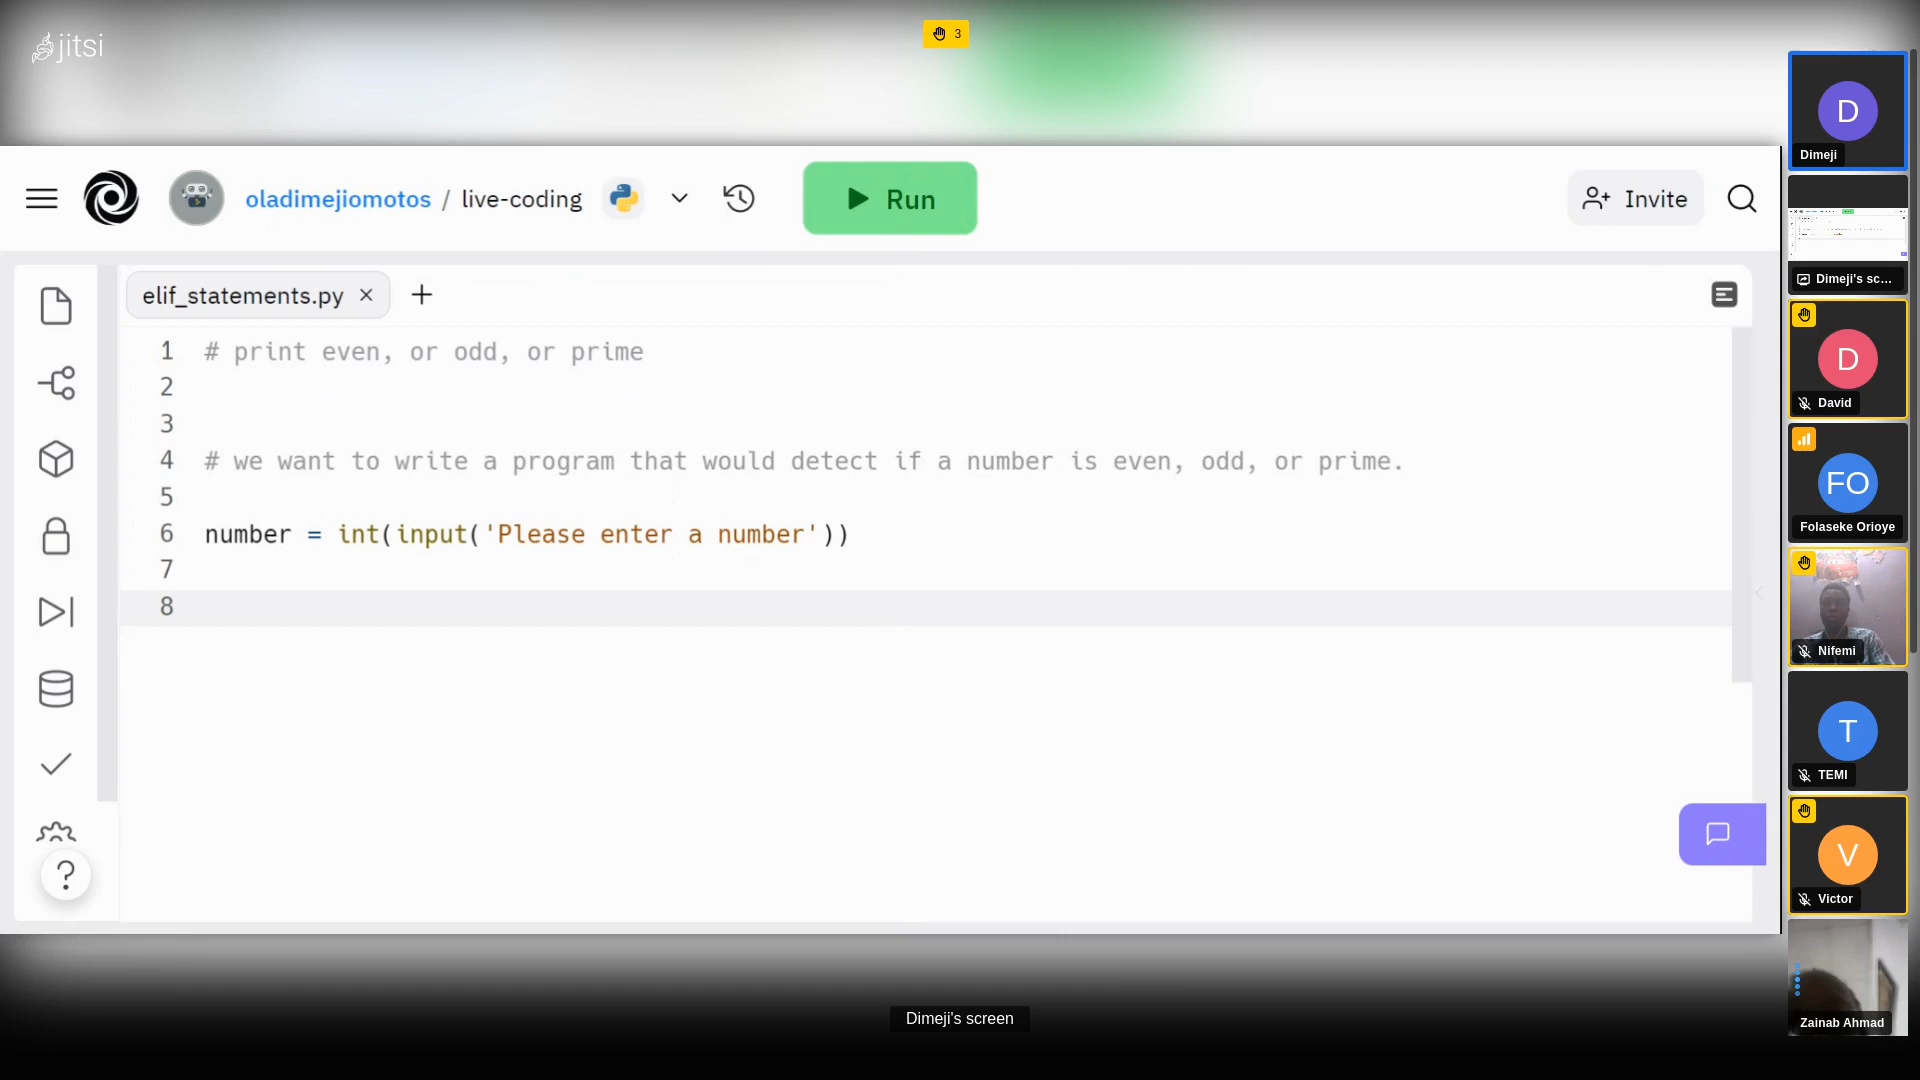 jitsi
3
oladimejiomotos / live-coding
Run
Invite
elif_statements.py
1 # print even, or odd, or prime
2
3
4 # we want to write a program that would detect if a number is even, odd, or prime.
5
6 number = int(input('Please enter a number'))
7
8
?
Dimeji's screen
D
Dimeji
Dimeji's sc...
D
David
FO
Folaseke Orioye
Nifemi
T
TEMI
V
Victor
Zainab Ahmad